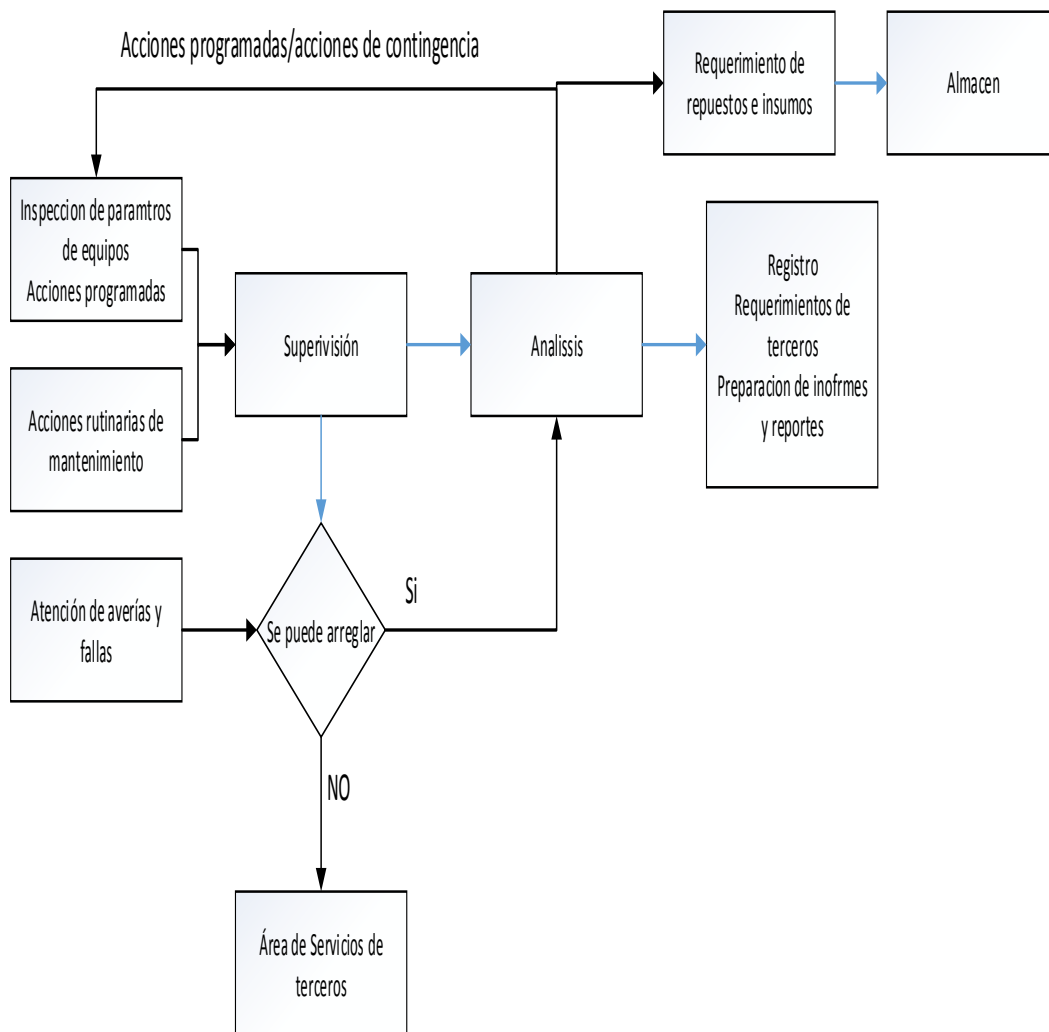 Acciones programadas/acciones de contingencia
Requerimiento de
repuestos e insumos
Almacen
Inspeccion de paramtros
de equipos
Acciones programadas
Registro
Requerimientos de
terceros
Preparacion de inofrmes
y reportes
Superivisión
Analissis
Acciones rutinarias de
mantenimiento
Atención de averías y
fallas
Se puede arreglar
Si
NO
Área de Servicios de
terceros